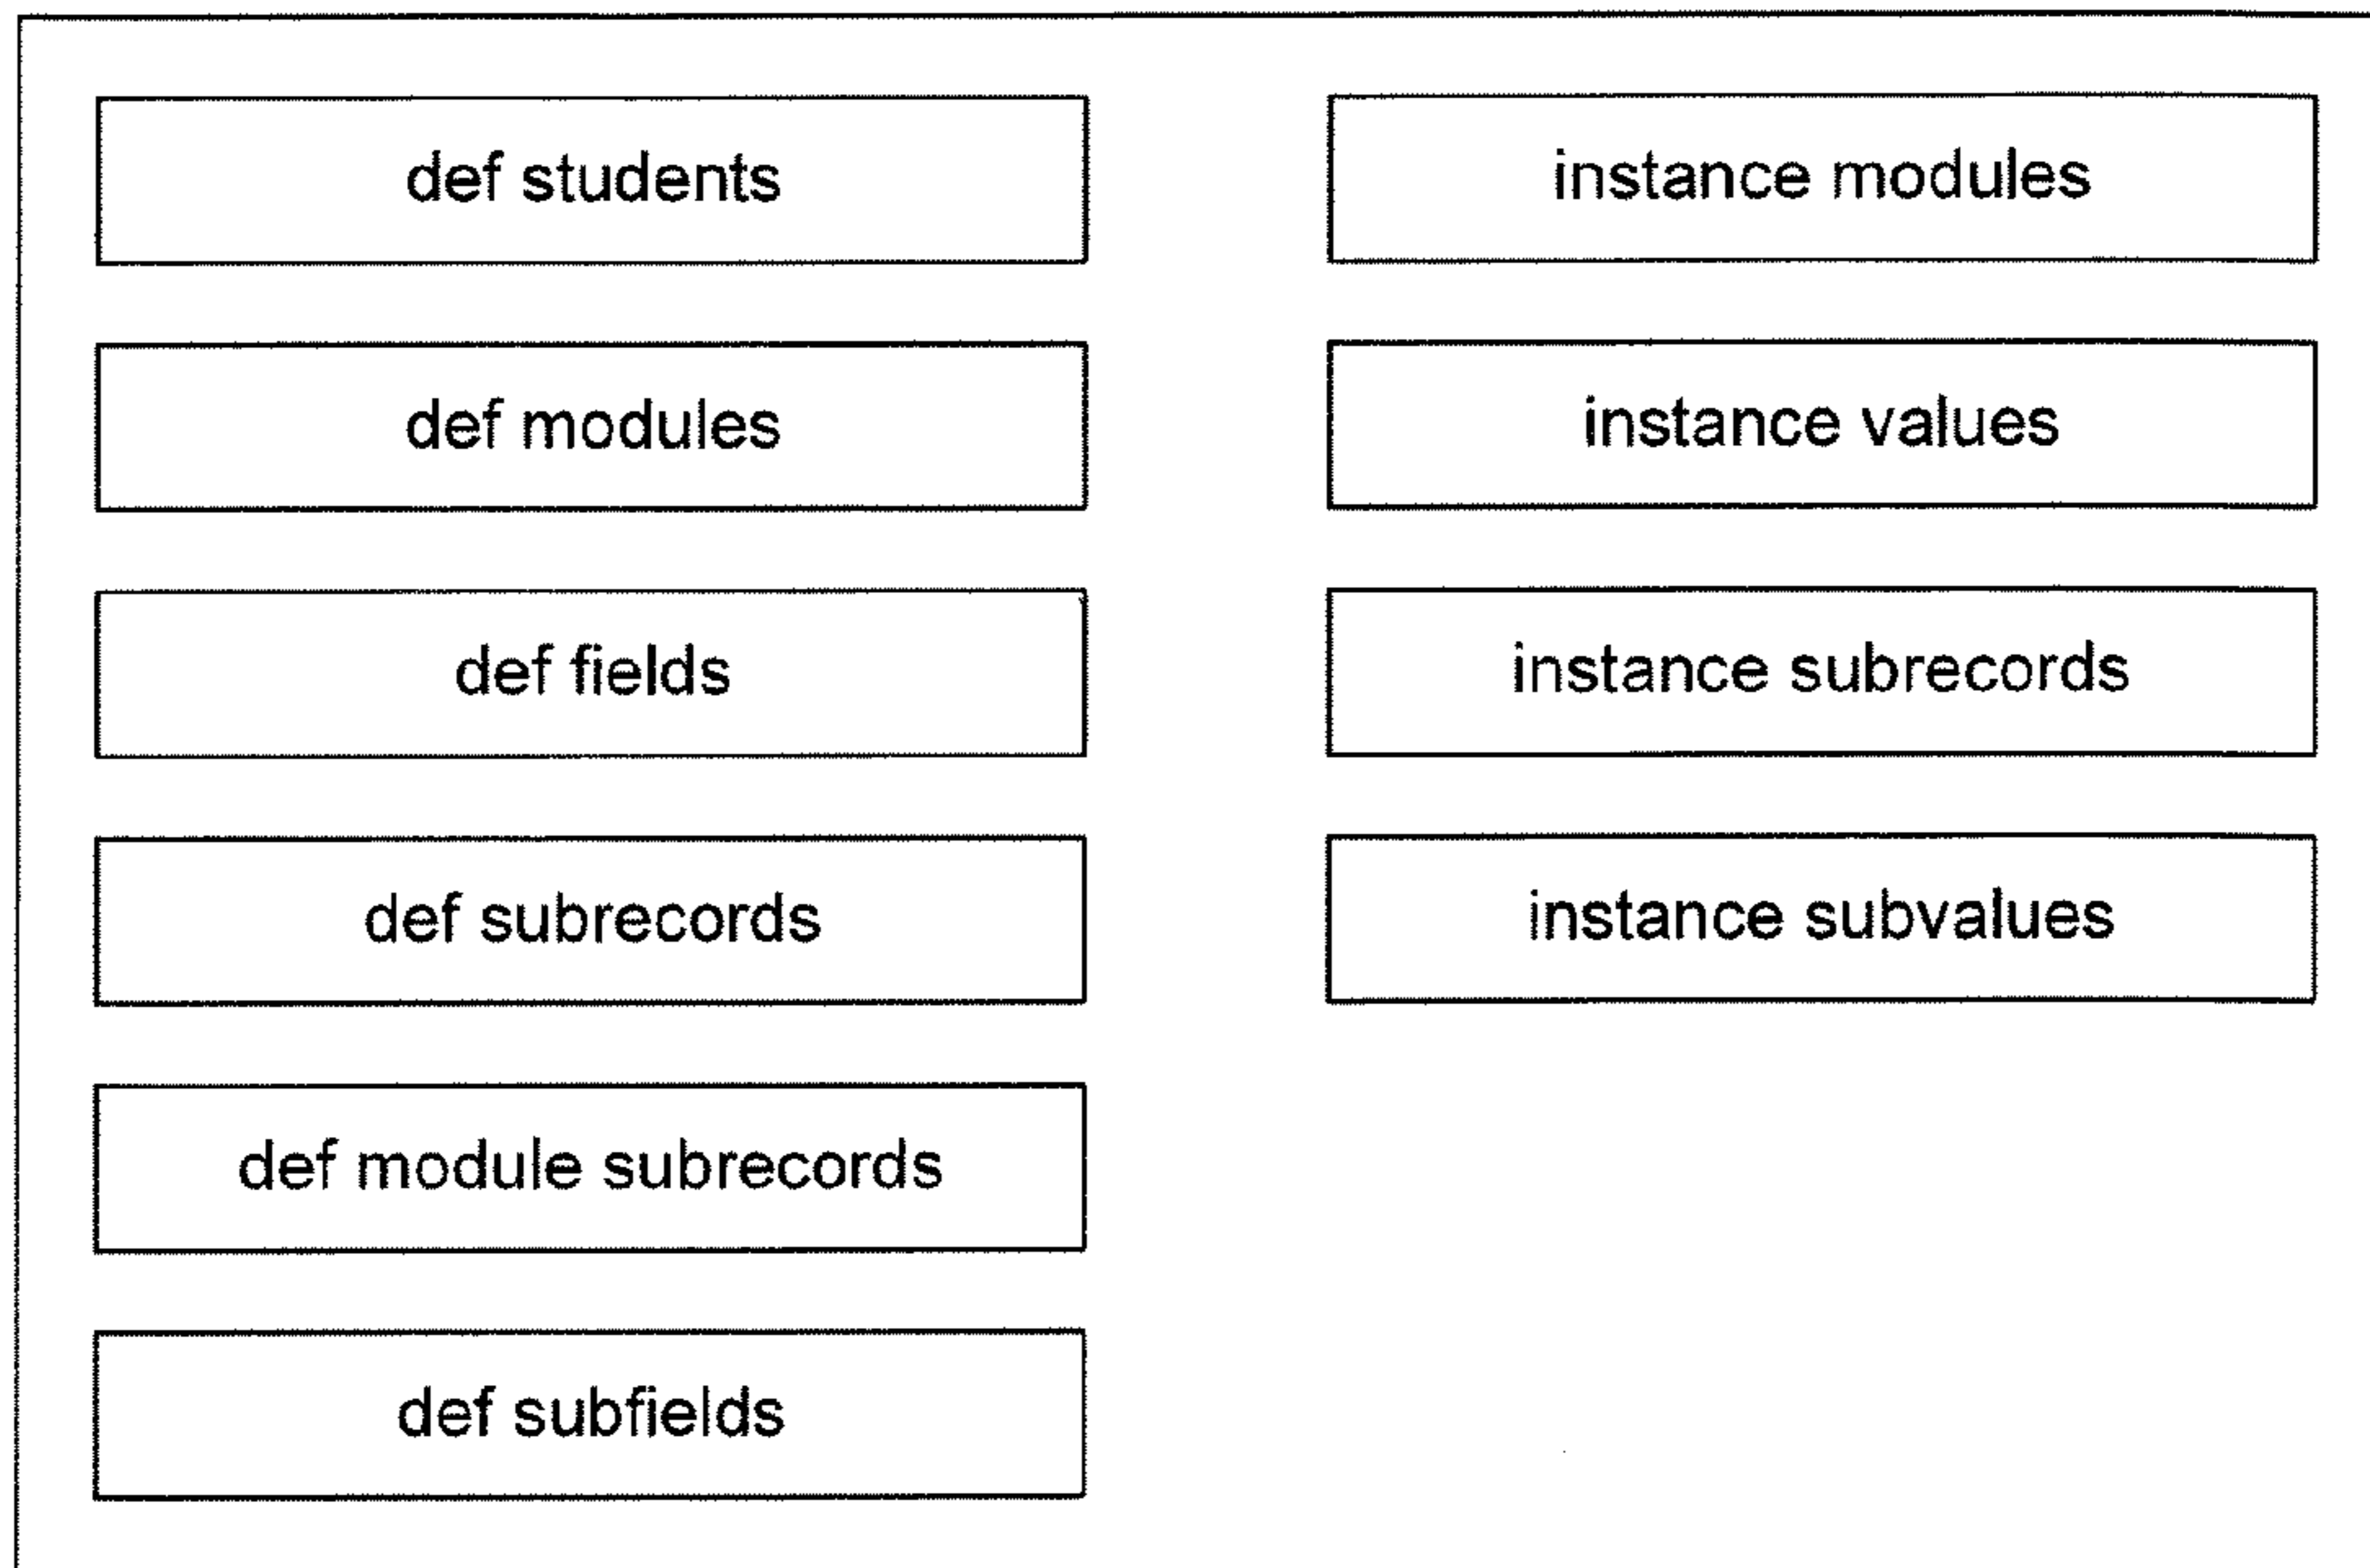 def students
def modules
def fields
def subrecords
def module subrecords
def subfields
instance modules
instance values
instance subrecords
instance subvalues